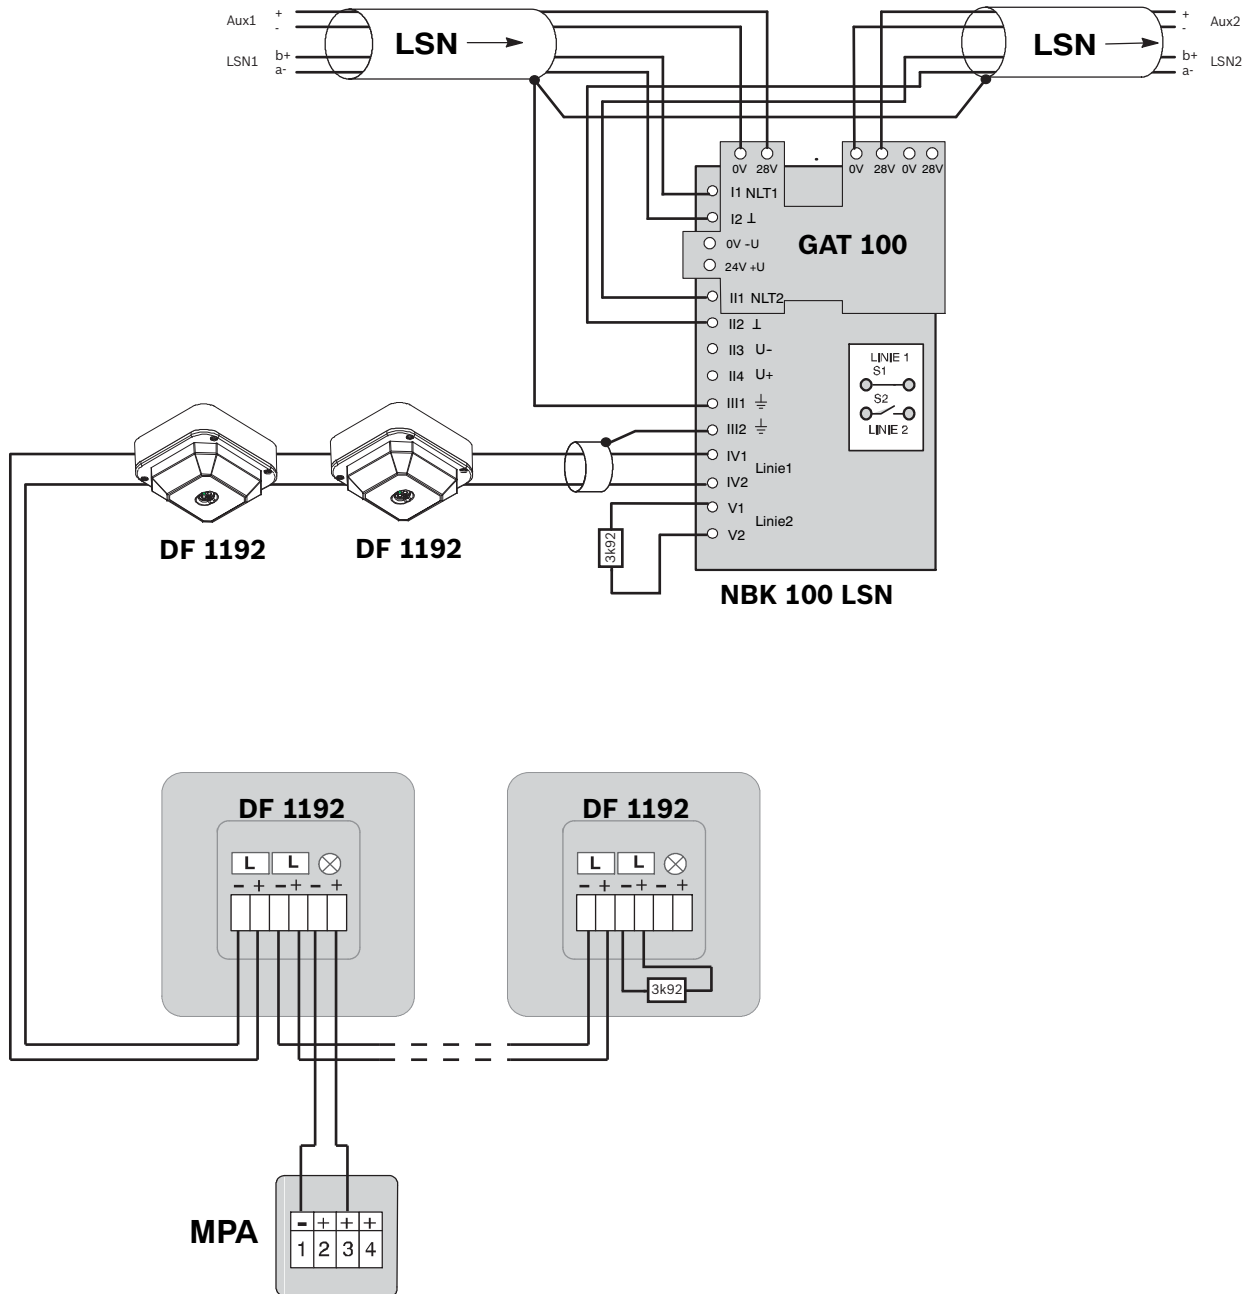 Aux1 + -
LSN1 b+ a-
LSN
LSN
+ - Aux2
b+ a- LSN2
0V 28V
0V 28V 0V 28V
I1 NLT1
I2 ⊥
0V -U
24V +U
GAT 100
II1 NLT2
II2 ⊥
II3 U-
II4 U+
III1 ⏚
III2 ⏚
IV1
Linie1
IV2
V1
Linie2
V2
LINIE 1
S1
S2
LINIE 2
3k92
NBK 100 LSN
DF 1192
DF 1192
DF 1192
L L
- + - + - +
DF 1192
L L
- + - + - +
3k92
MPA
- + + +
1 2 3 4